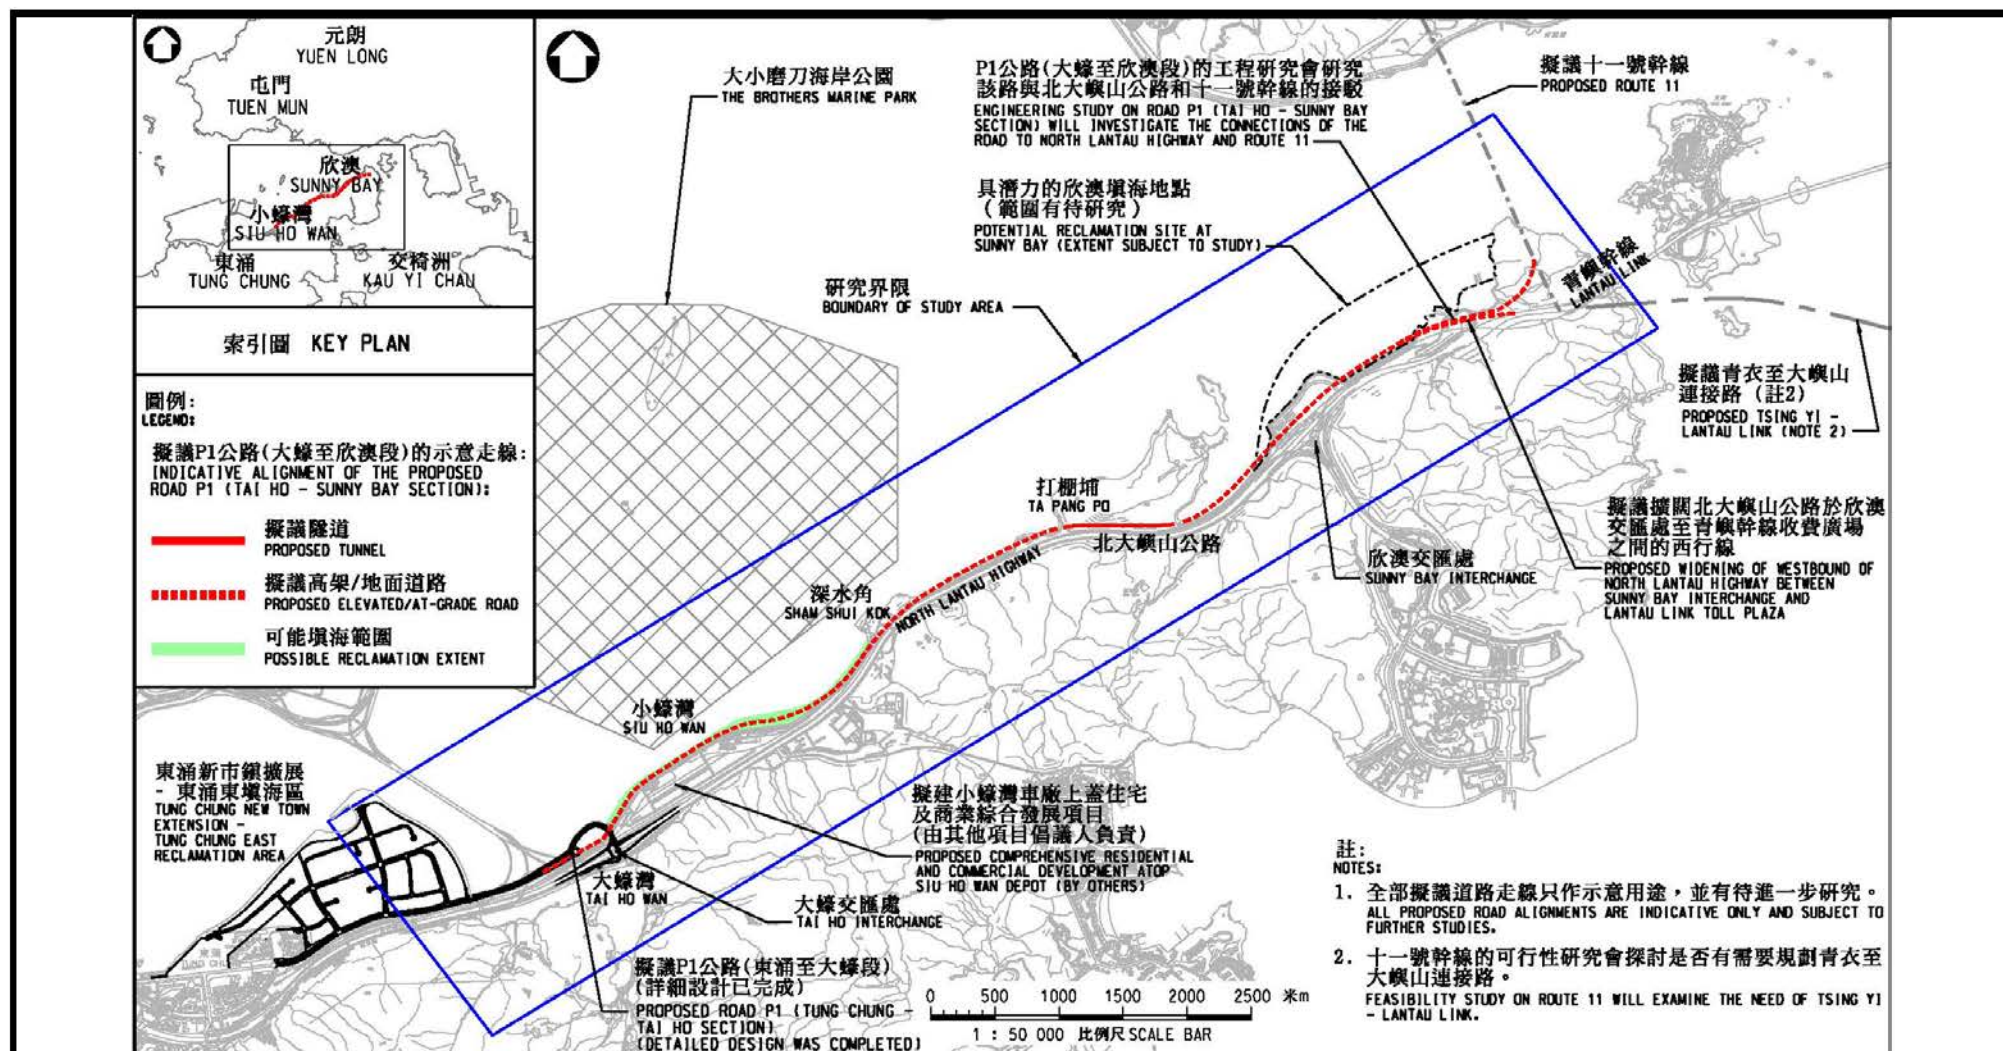 元朗
YUEN LONG
屯門
TUEN MUN
欣澳
SUNNY BAY
小蠔灣
SIU HO WAN
東涌
TUNG CHUNG
交椅洲
KAU YI CHAU
索引圖 KEY PLAN
圖例:
LEGEND:
擬議P1公路(大蠔至欣澳段)的示意走線:
INDICATIVE ALIGNMENT OF THE PROPOSED
ROAD P1 (TAI HO - SUNNY BAY SECTION):
擬議隧道
PROPOSED TUNNEL
擬議高架/地面道路
PROPOSED ELEVATED/AT-GRADE ROAD
可能填海範圍
POSSIBLE RECLAMATION EXTENT
大小磨刀海岸公園
THE BROTHERS MARINE PARK
P1公路(大蠔至欣澳段)的工程研究會研究
該路與北大嶼山公路和十一號幹線的接駁
ENGINEERING STUDY ON ROAD P1 (TAI HO - SUNNY BAY
SECTION) WILL INVESTIGATE THE CONNECTIONS OF THE
ROAD TO NORTH LANTAU HIGHWAY AND ROUTE 11
擬議十一號幹線
PROPOSED ROUTE 11
具潛力的欣澳填海地點
(範圍有待研究)
POTENTIAL RECLAMATION SITE AT
SUNNY BAY (EXTENT SUBJECT TO STUDY)
研究界限
BOUNDARY OF STUDY AREA
青嶼幹線
LANTAU LINK
擬議青衣至大嶼山
連接路 (註2)
PROPOSED TSING YI -
LANTAU LINK (NOTE 2)
打棚埔
TA PANG PO
北大嶼山公路
NORTH LANTAU HIGHWAY
深水角
SHAM SHUI KOK
欣澳交匯處
SUNNY BAY INTERCHANGE
擬議擴闊北大嶼山公路於欣澳
交匯處至青嶼幹線收費廣場
之間的西行線
PROPOSED WIDENING OF WESTBOUND OF
NORTH LANTAU HIGHWAY BETWEEN
SUNNY BAY INTERCHANGE AND
LANTAU LINK TOLL PLAZA
小蠔灣
SIU HO WAN
東涌新市鎮擴展
- 東涌東填海區
TUNG CHUNG NEW TOWN
EXTENSION -
TUNG CHUNG EAST
RECLAMATION AREA
擬建小蠔灣車廠上蓋住宅
及商業綜合發展項目
(由其他項目倡議人負責)
PROPOSED COMPREHENSIVE RESIDENTIAL
AND COMMERCIAL DEVELOPMENT ATOP
SIU HO WAN DEPOT (BY OTHERS)
大蠔灣
TAI HO WAN
大蠔交匯處
TAI HO INTERCHANGE
擬議P1公路(東涌至大蠔段)
(詳細設計已完成)
PROPOSED ROAD P1 (TUNG CHUNG -
TAI HO SECTION)
(DETAILED DESIGN WAS COMPLETED)
0 500 1000 1500 2000 2500 米m
1 : 50 000 比例尺 SCALE BAR
註:
NOTES:
1. 全部擬議道路走線只作示意用途，並有待進一步研究。
ALL PROPOSED ROAD ALIGNMENTS ARE INDICATIVE ONLY AND SUBJECT TO
FURTHER STUDIES.
2. 十一號幹線的可行性研究會探討是否有需要規劃青衣至
大嶼山連接路。
FEASIBILITY STUDY ON ROUTE 11 WILL EXAMINE THE NEED OF TSING YI
- LANTAU LINK.